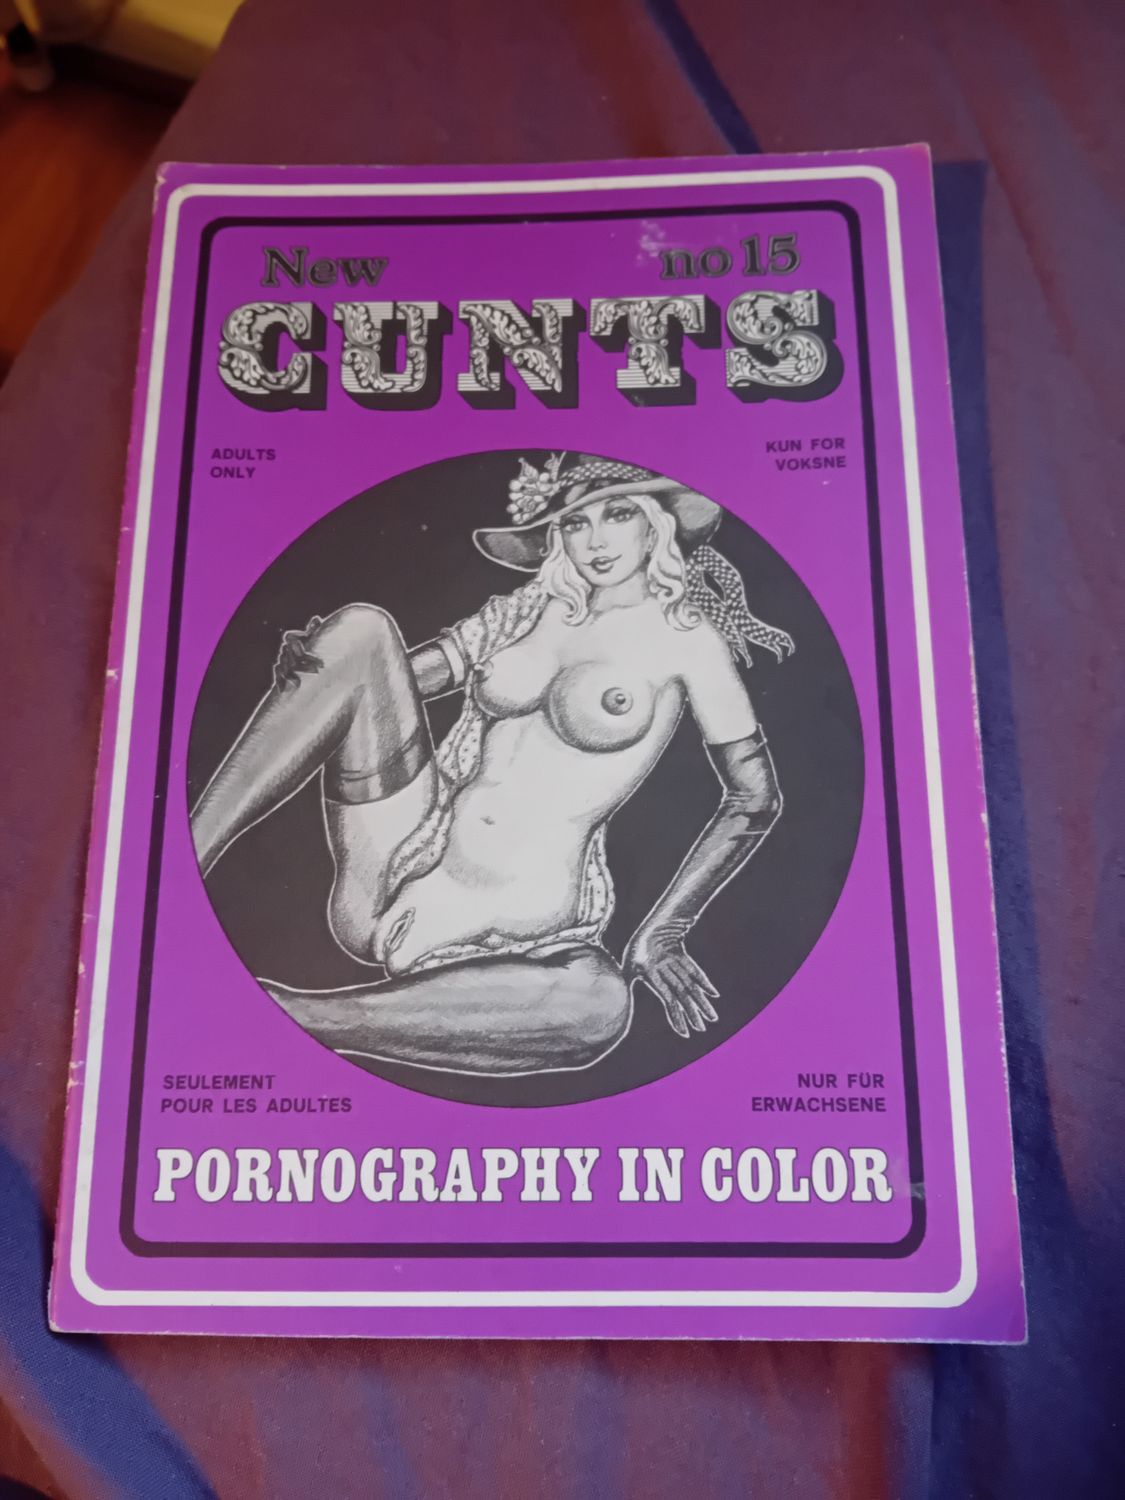 New no 15
CUNTS
ADULTS
ONLY
KUN FOR
VOKSNE
SEULEMENT
POUR LES ADULTES
NUR FÜR
ERWACHSENE
PORNOGRAPHY IN COLOR